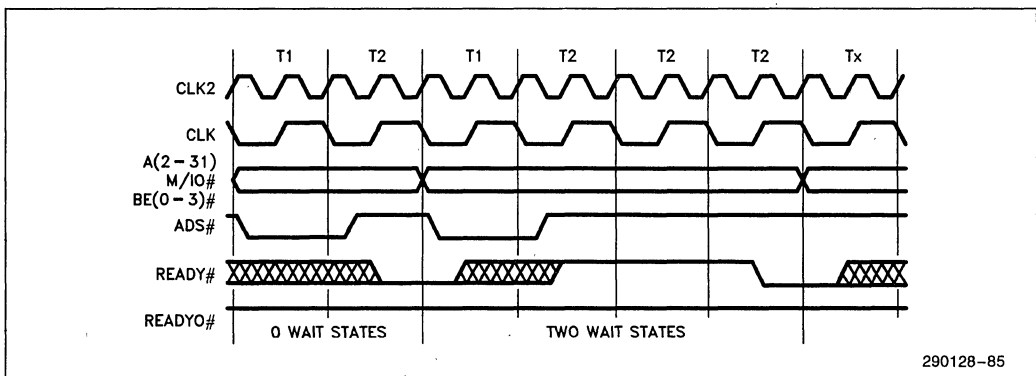 T1 T2 T1 T2 T2 T2 Tx
CLK2
CLK
A(2-31)
M/IO#
BE(0-3)#
ADS#
READY#
READYO#
0 WAIT STATES TWO WAIT STATES
290128-85